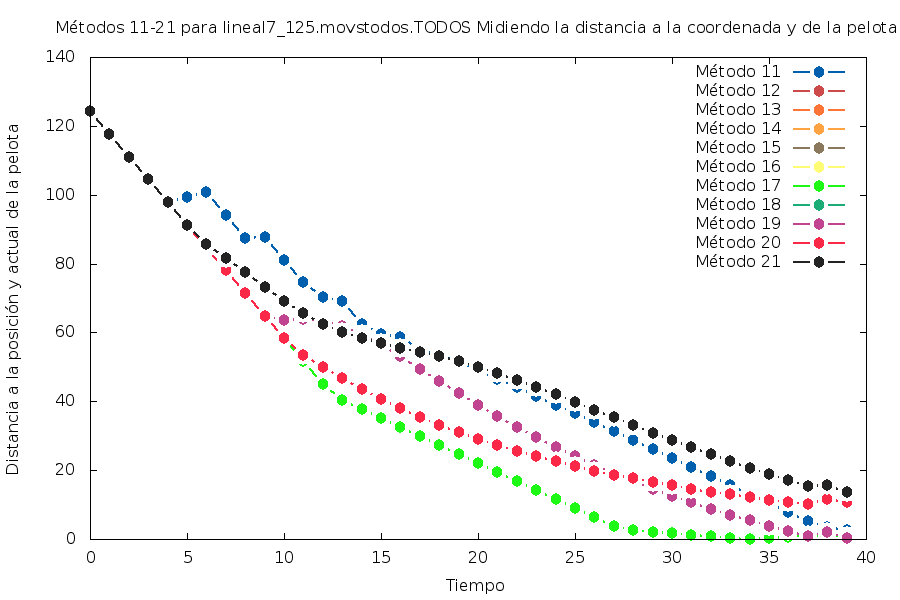 Métodos 11-21 para lineal7_125.movstodos.TODOS Midiendo la distancia a la coordenada y de la pelota
140
120
100
80
60
40
20
0
0 5 10 15 20 25 30 35 40
Distancia a la posición y actual de la pelota
Tiempo
Método 11
Método 12
Método 13
Método 14
Método 15
Método 16
Método 17
Método 18
Método 19
Método 20
Método 21